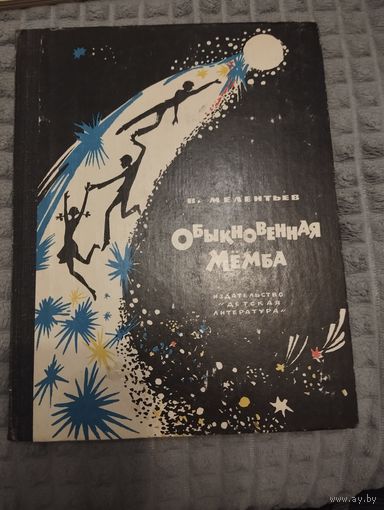 В. МЕЛЕНТЬЕВ
ОБЫКНОВЕННАЯ
МЕМБА
ИЗДАТЕЛЬСТВО
"ДЕТСКАЯ
ЛИТЕРАТУРА"
www.ay.by